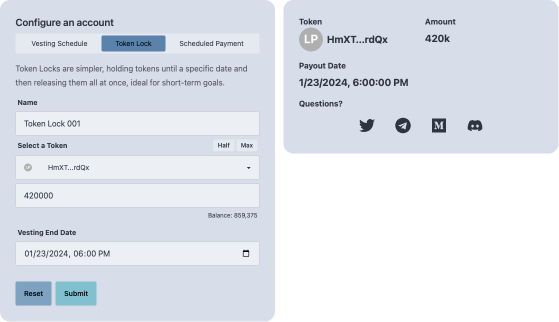 Configure an account
Vesting Schedule
Token Lock
Scheduled Payment
Token Locks are simpler, holding tokens until a specific date and
then releasing them all at once, ideal for short-term goals.
Name
Token Lock 001
Select a Token
Half
Max
LP
HmXT...rdQx
420000
Balance: 859,375
Vesting End Date
01/23/2024, 06:00 PM
Reset
Submit
Token
Amount
LP
HmXT...rdQx
420k
Payout Date
1/23/2024, 6:00:00 PM
Questions?
M